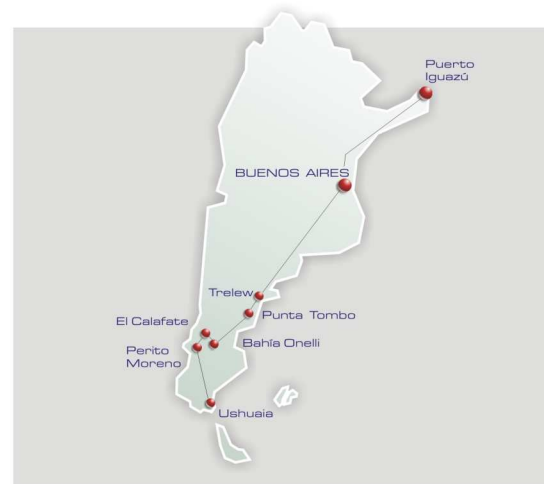 Puerto
Iguazú
BUENOS AIRES
Trelew
Punta Tombo
El Calafate
Bahía Onelli
Perito
Moreno
Ushuaia